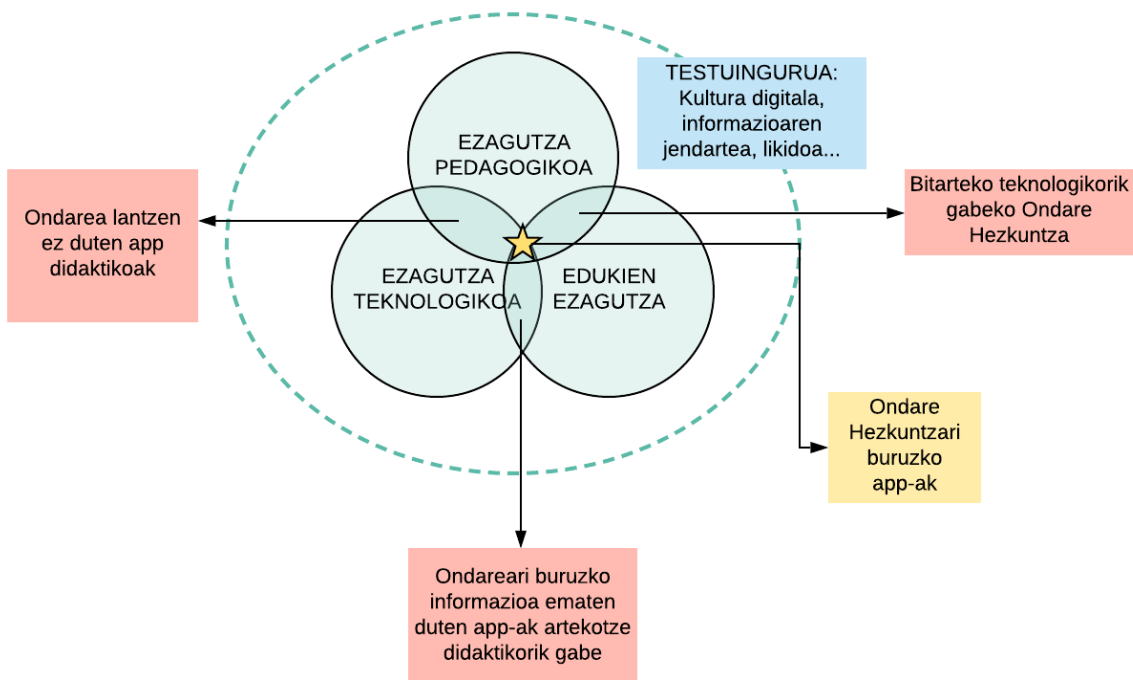 TESTUINGURUA:
Kultura digitala,
informazioaren
jendartea, likidoa...
EZAGUTZA
PEDAGOGIKOA
Ondarea lantzen
ez duten app
didaktikoak
Bitarteko teknologikorik
gabeko Ondare
Hezkuntza
EZAGUTZA
TEKNOLOGIKOA
EDUKIEN
EZAGUTZA
Ondare
Hezkuntzari
buruzko
app-ak
Ondareari buruzko
informazioa ematen
duten app-ak artekotze
didaktikorik gabe